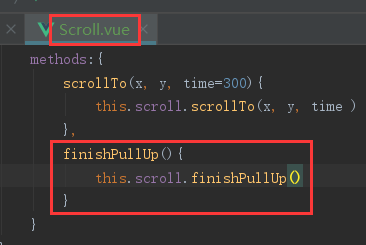 Scroll.vue
methods:{
scrollTo(x, y, time=300){
this.scroll.scrollTo(x, y, time )
},
finishPullUp(){
this.scroll.finishPullUp()
}
}